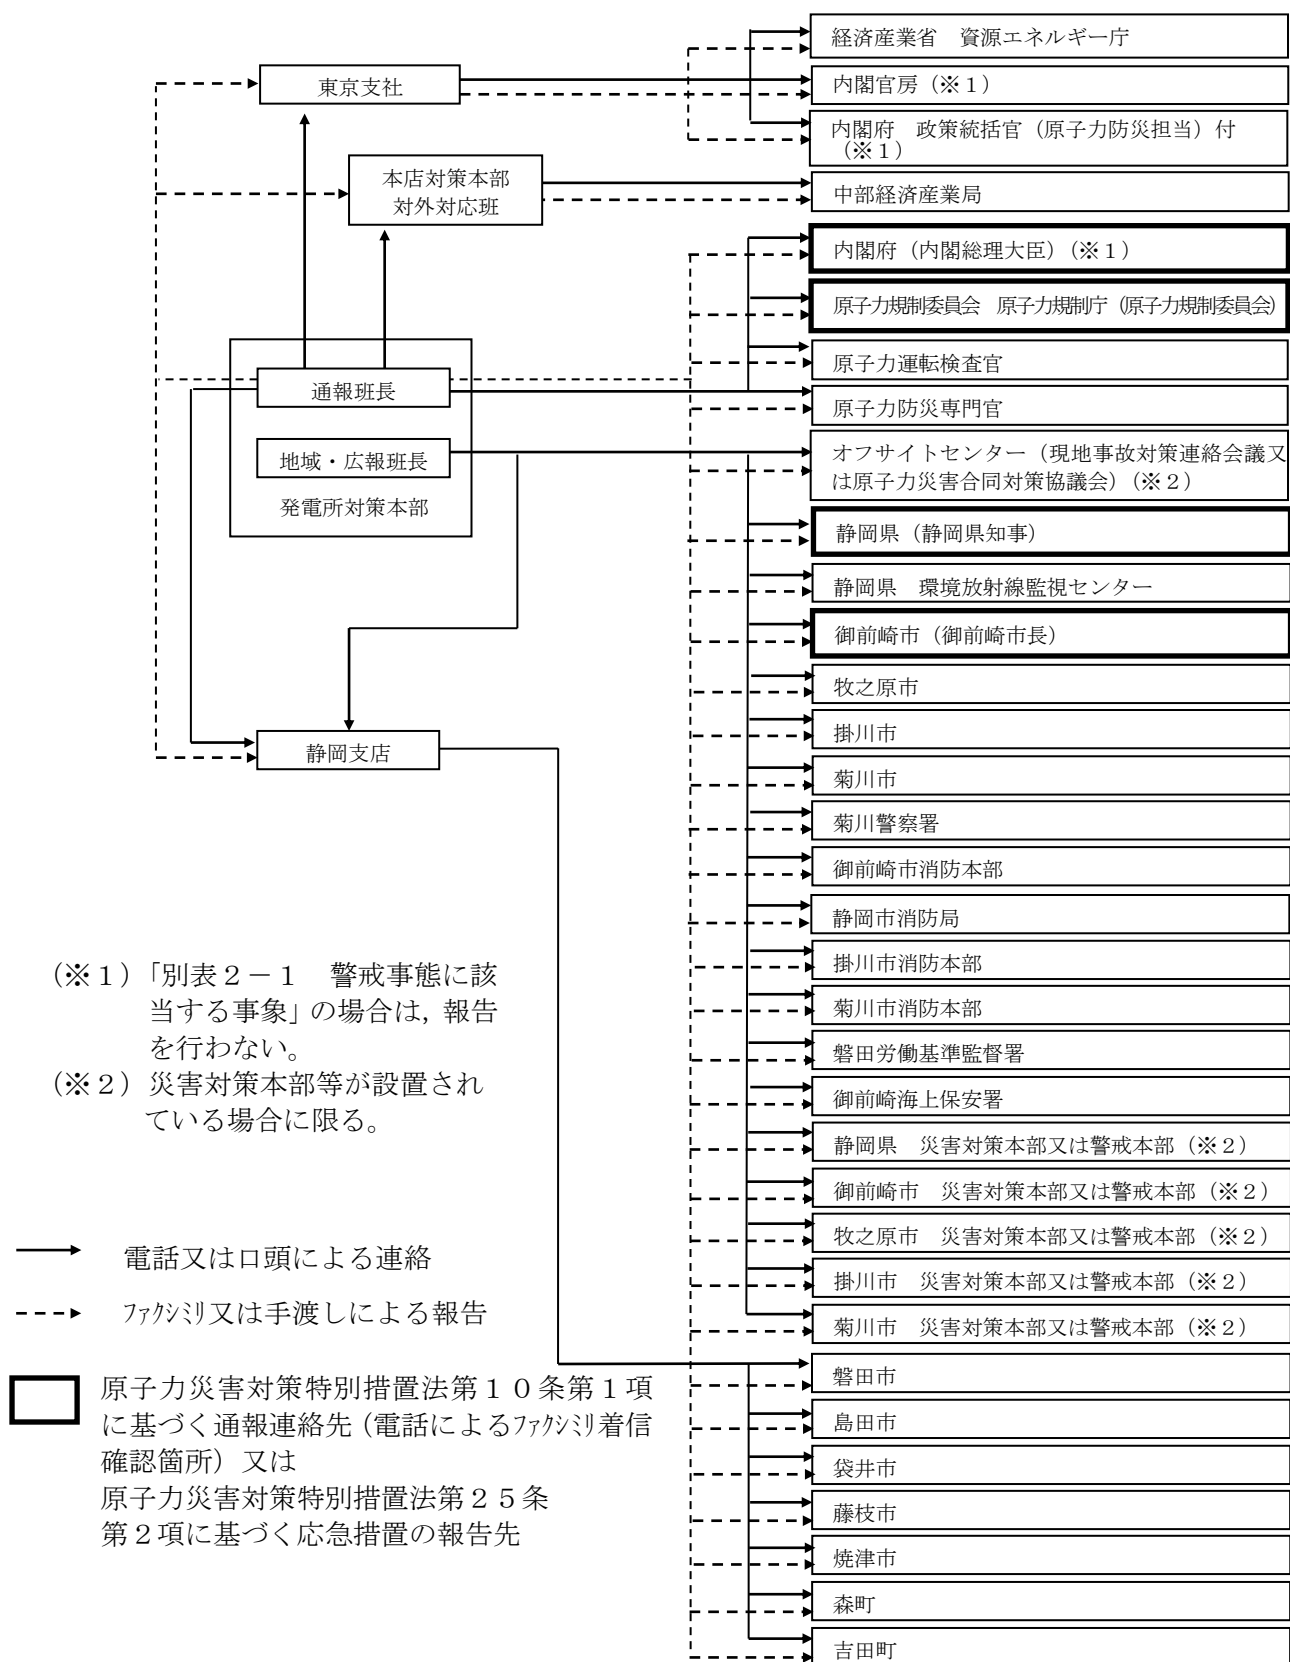 経済産業省　資源エネルギー庁
東京支社
内閣官房（※１）
内閣府　政策統括官（原子力防災担当）付
（※１）
本店対策本部
対外対応班
中部経済産業局
内閣府（内閣総理大臣）（※１）
原子力規制委員会　原子力規制庁（原子力規制委員会）
原子力運転検査官
通報班長
原子力防災専門官
地域・広報班長
発電所対策本部
オフサイトセンター（現地事故対策連絡会議又
は原子力災害合同対策協議会）（※２）
静岡県（静岡県知事）
静岡県　環境放射線監視センター
御前崎市（御前崎市長）
牧之原市
掛川市
静岡支店
菊川市
菊川警察署
御前崎市消防本部
静岡市消防局
掛川市消防本部
菊川市消防本部
磐田労働基準監督署
御前崎海上保安署
静岡県　災害対策本部又は警戒本部（※２）
御前崎市　災害対策本部又は警戒本部（※２）
牧之原市　災害対策本部又は警戒本部（※２）
掛川市　災害対策本部又は警戒本部（※２）
菊川市　災害対策本部又は警戒本部（※２）
磐田市
島田市
袋井市
藤枝市
焼津市
森町
吉田町
（※１）「別表２－１　警戒事態に該
当する事象」の場合は，報告
を行わない。
（※２）災害対策本部等が設置され
ている場合に限る。
電話又は口頭による連絡
ﾌｧｸｼﾐﾘ又は手渡しによる報告
原子力災害対策特別措置法第１０条第１項
に基づく通報連絡先（電話によるﾌｧｸｼﾐﾘ着信
確認箇所）又は
原子力災害対策特別措置法第２５条
第２項に基づく応急措置の報告先